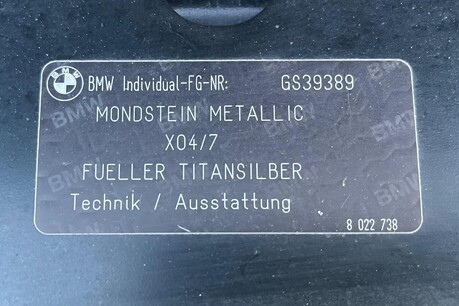 BMW Individual-FG-NR: GS39389
MONDSTEIN METALLIC
X04/7
FUELLER TITANSILBER
Technik / Ausstattung
8 022 738